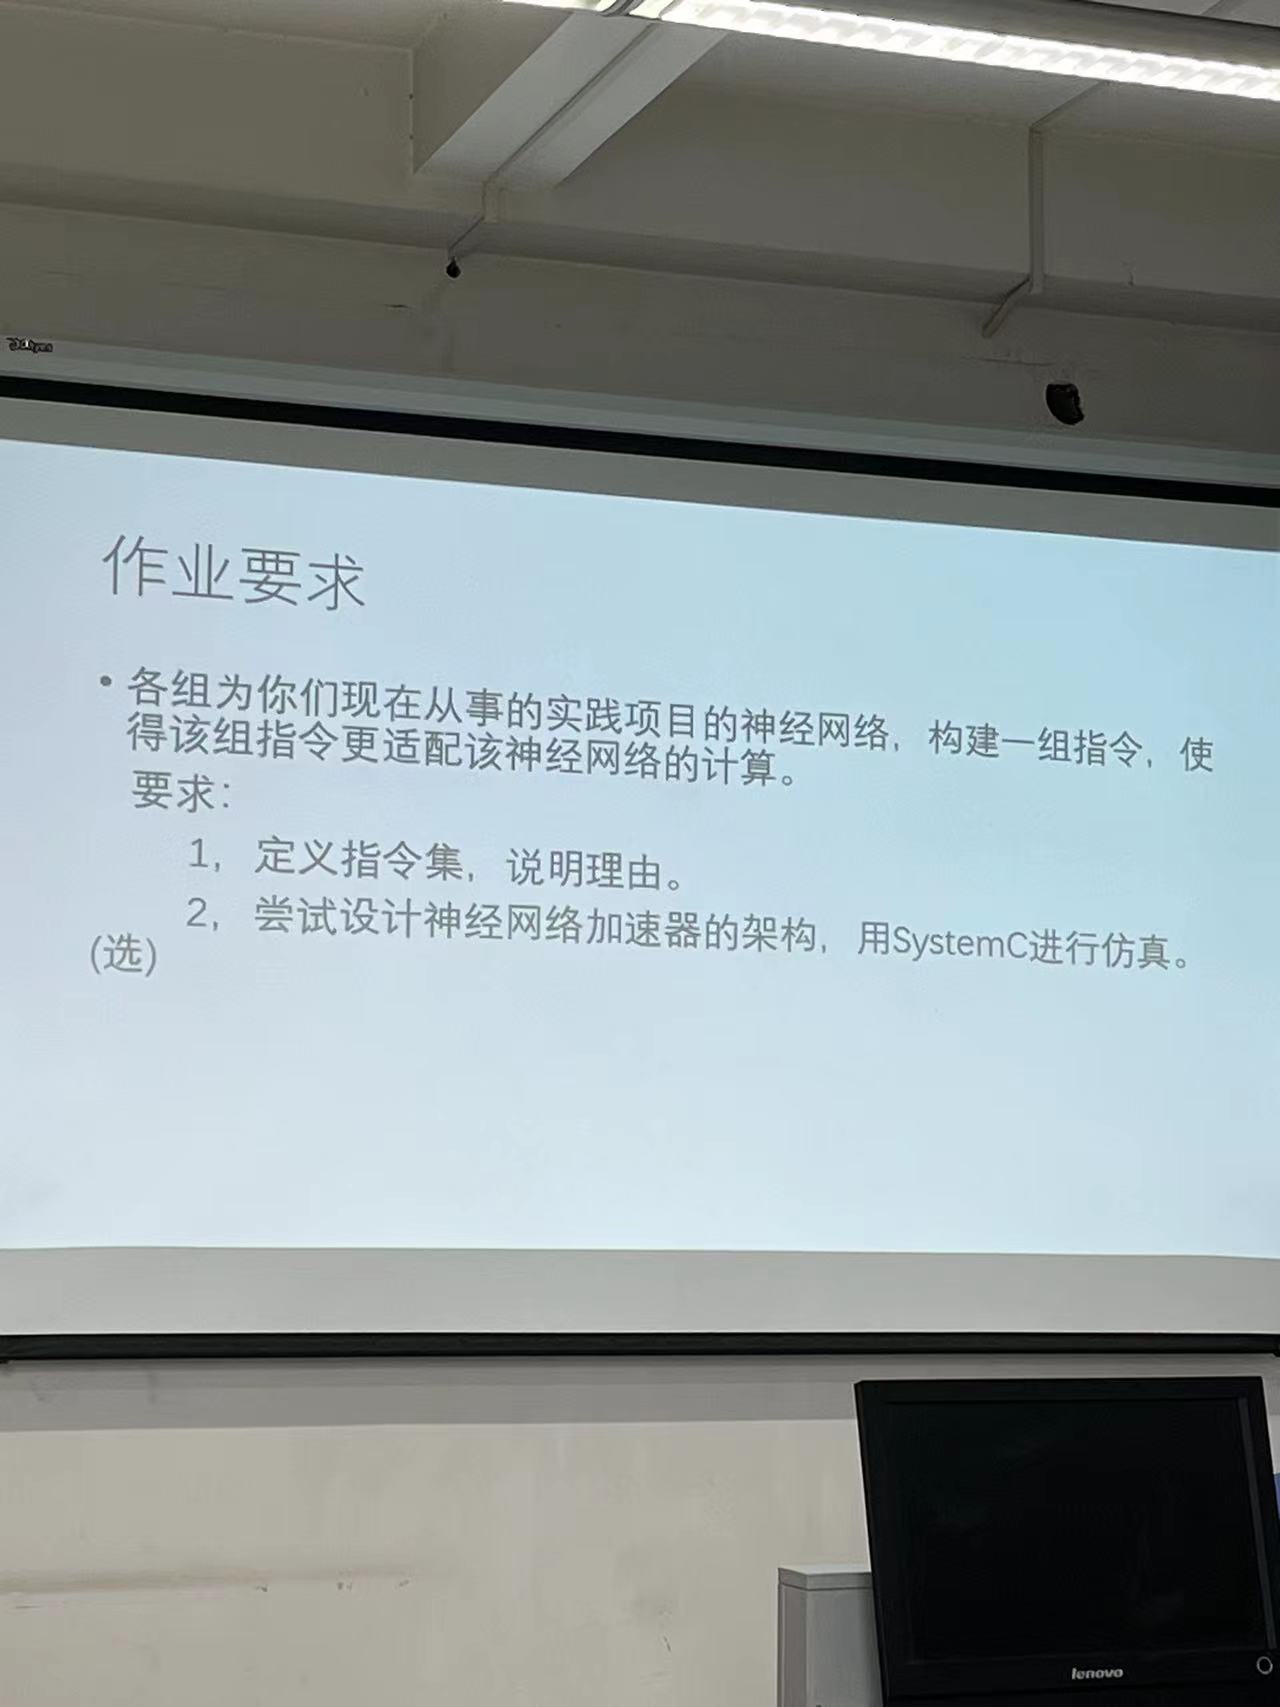 作业要求
• 各组为你们现在从事的实践项目的神经网络，构建一组指令，使
得该组指令更适配该神经网络的计算。
要求：
1，定义指令集，说明理由。
2，尝试设计神经网络加速器的架构，用SystemC进行仿真。
(选)
lenovo